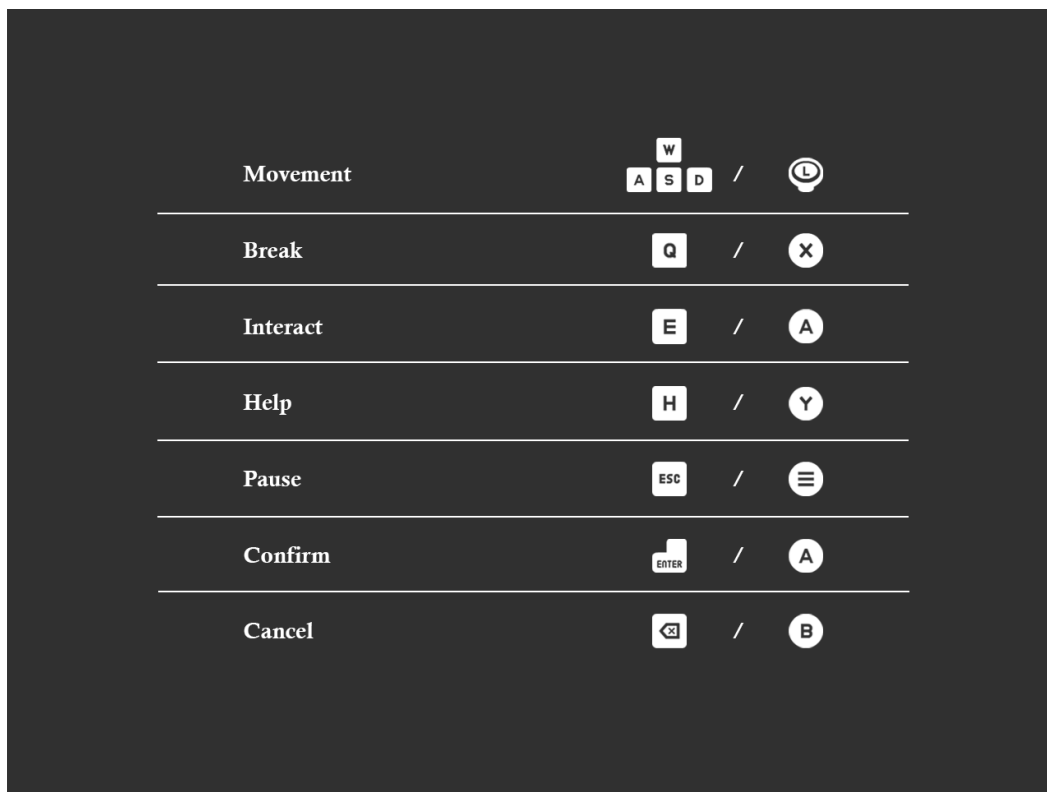 Movement W A S D / L
Break Q / X
Interact E / A
Help H / Y
Pause ESC /
Confirm ENTER / A
Cancel / B